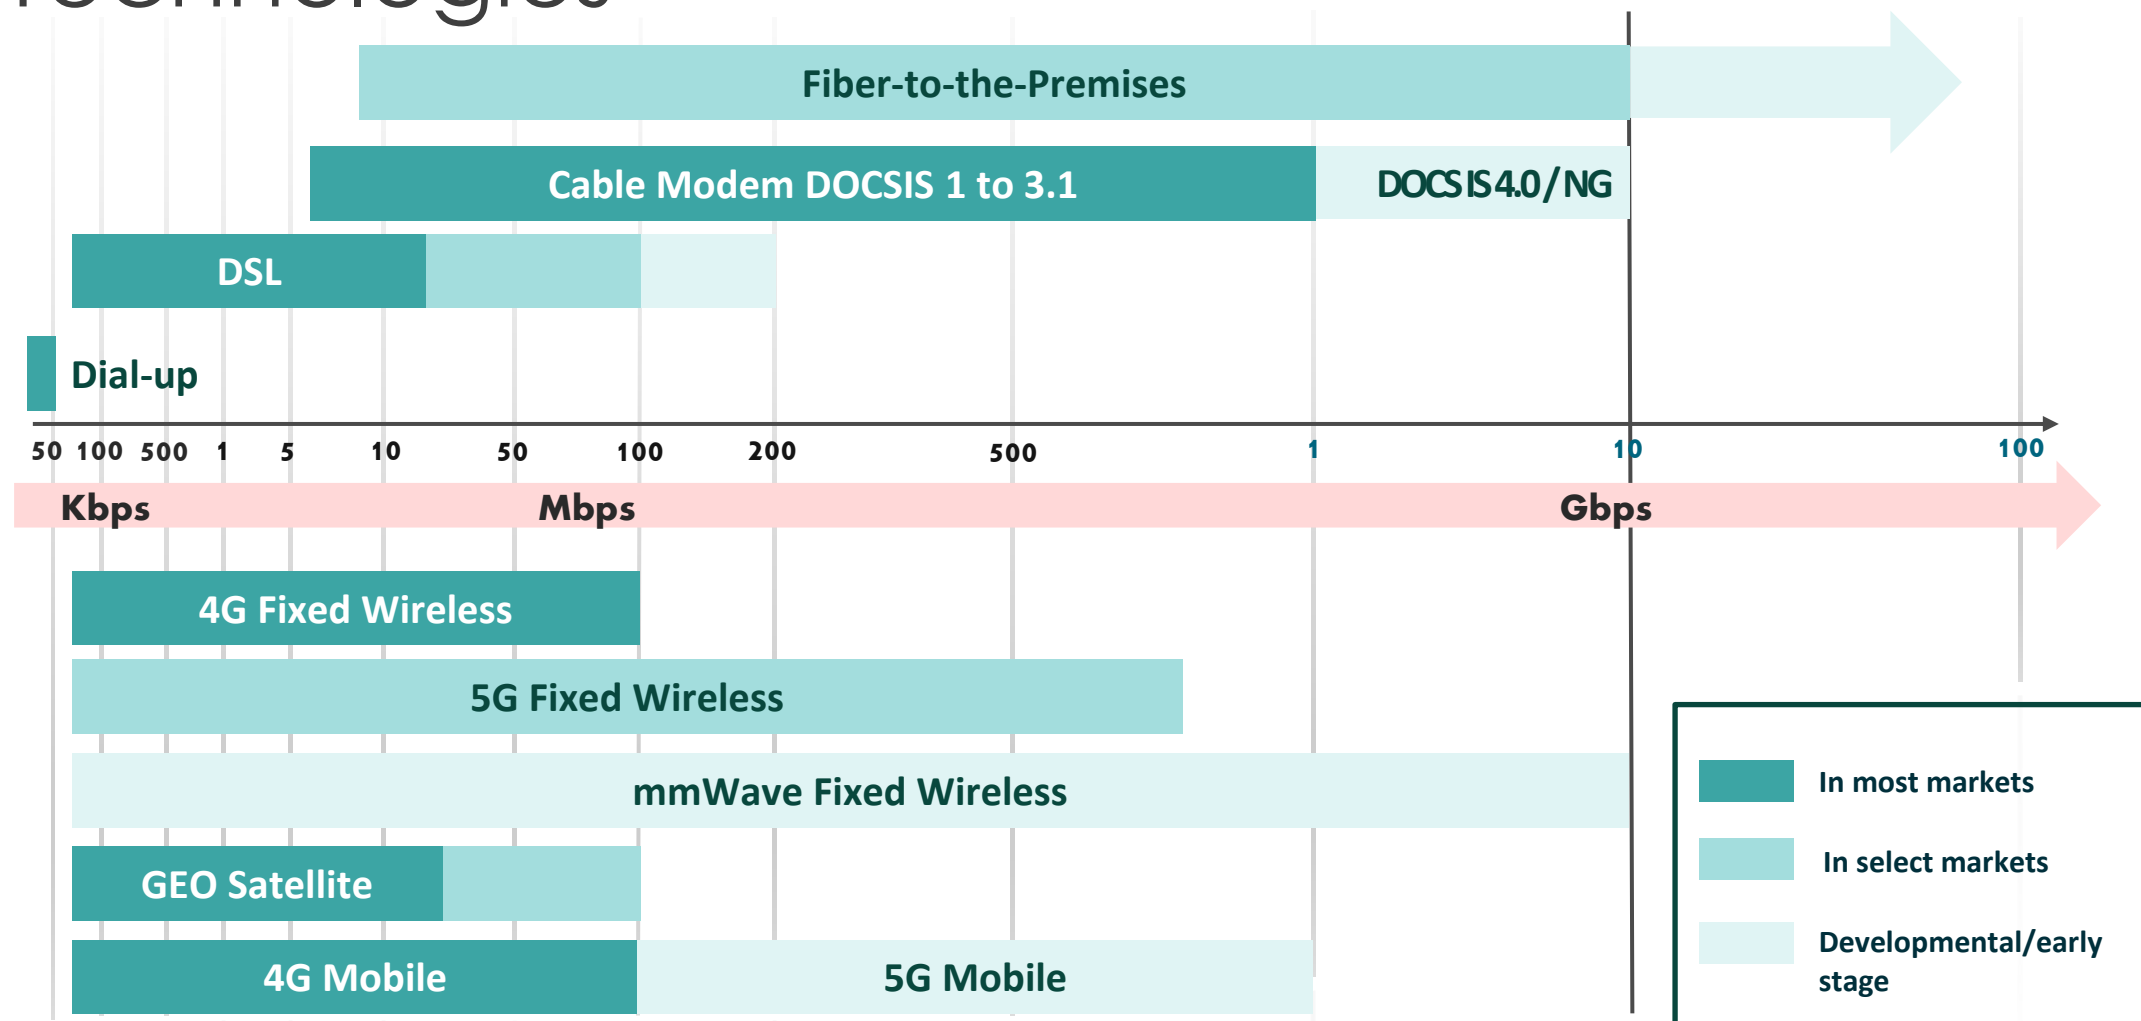 Technologies
Fiber-to-the-Premises
Cable Modem DOCSIS 1 to 3.1
DOCSIS4.0/NG
DSL
Dial-up
50 100 500 1 5 10 50 100 200 500 1 10 100
Kbps Mbps Gbps
4G Fixed Wireless
5G Fixed Wireless
mmWave Fixed Wireless
GEO Satellite
4G Mobile
5G Mobile
In most markets
In select markets
Developmental/early
stage